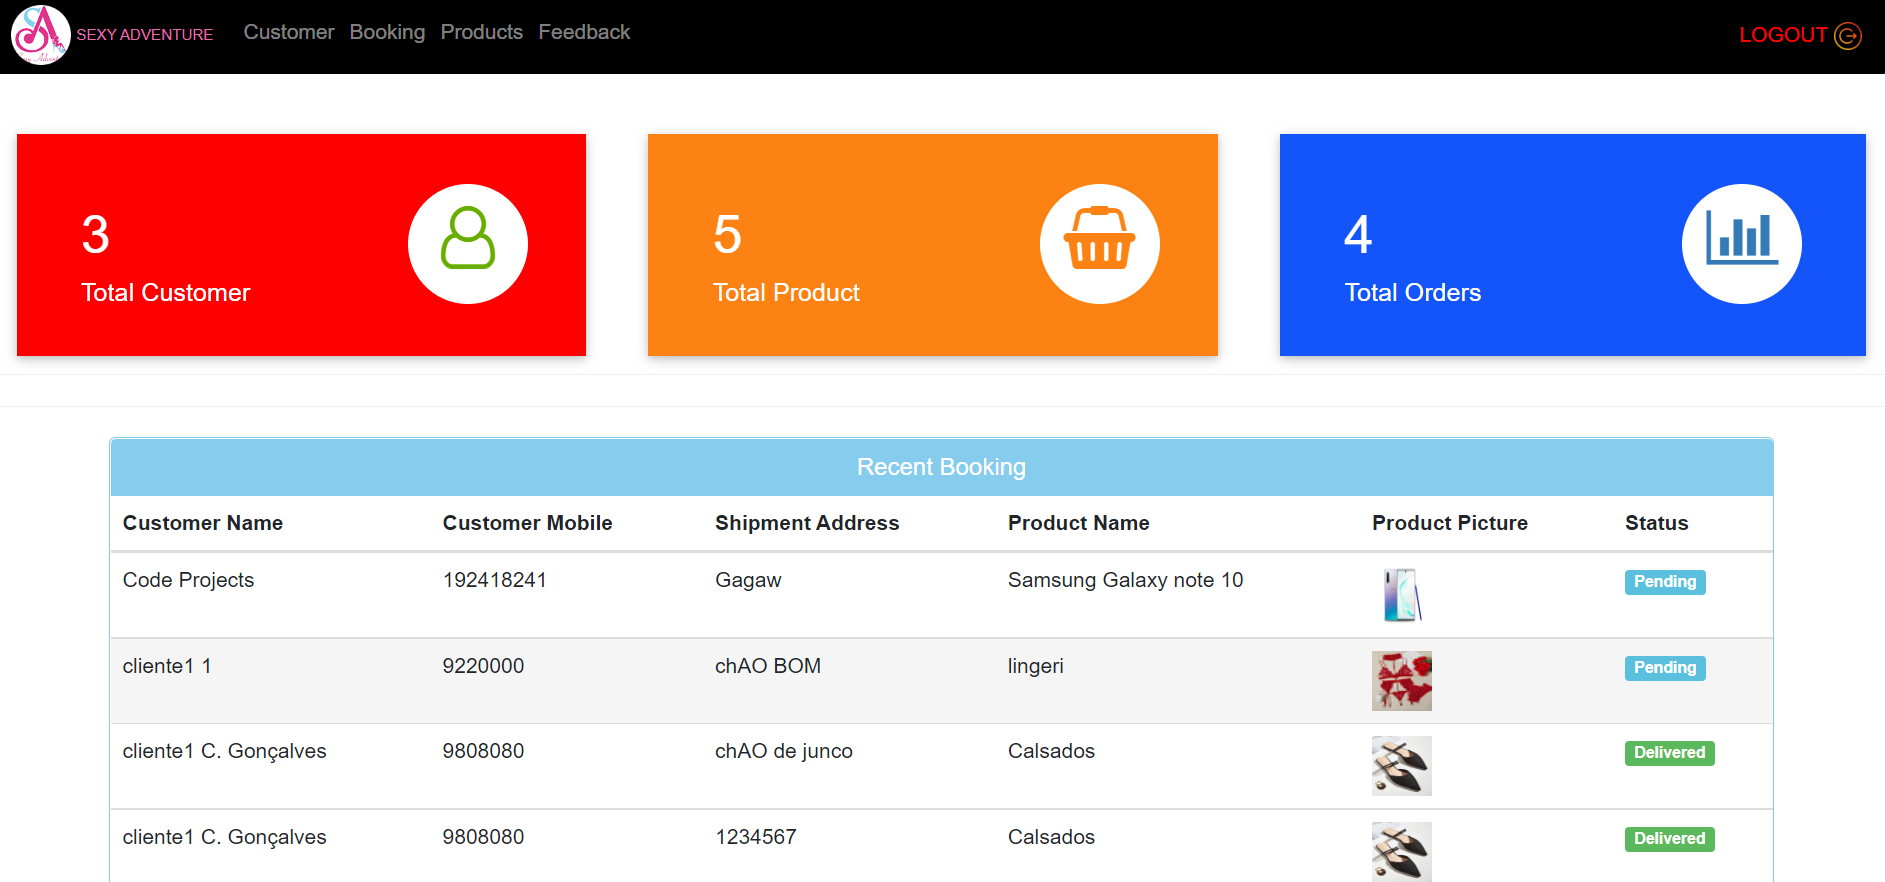 SEXY ADVENTURE Customer Booking Products Feedback LOGOUT
3 5 4
Total Customer Total Product Total Orders
Recent Booking
Customer Name Customer Mobile Shipment Address Product Name Product Picture Status
Code Projects 192418241 Gagaw Samsung Galaxy note 10 Pending
cliente1 1 9220000 chAO BOM lingeri Pending
cliente1 C. Gonçalves 9808080 chAO de junco Calsados Delivered
cliente1 C. Gonçalves 9808080 1234567 Calsados Delivered